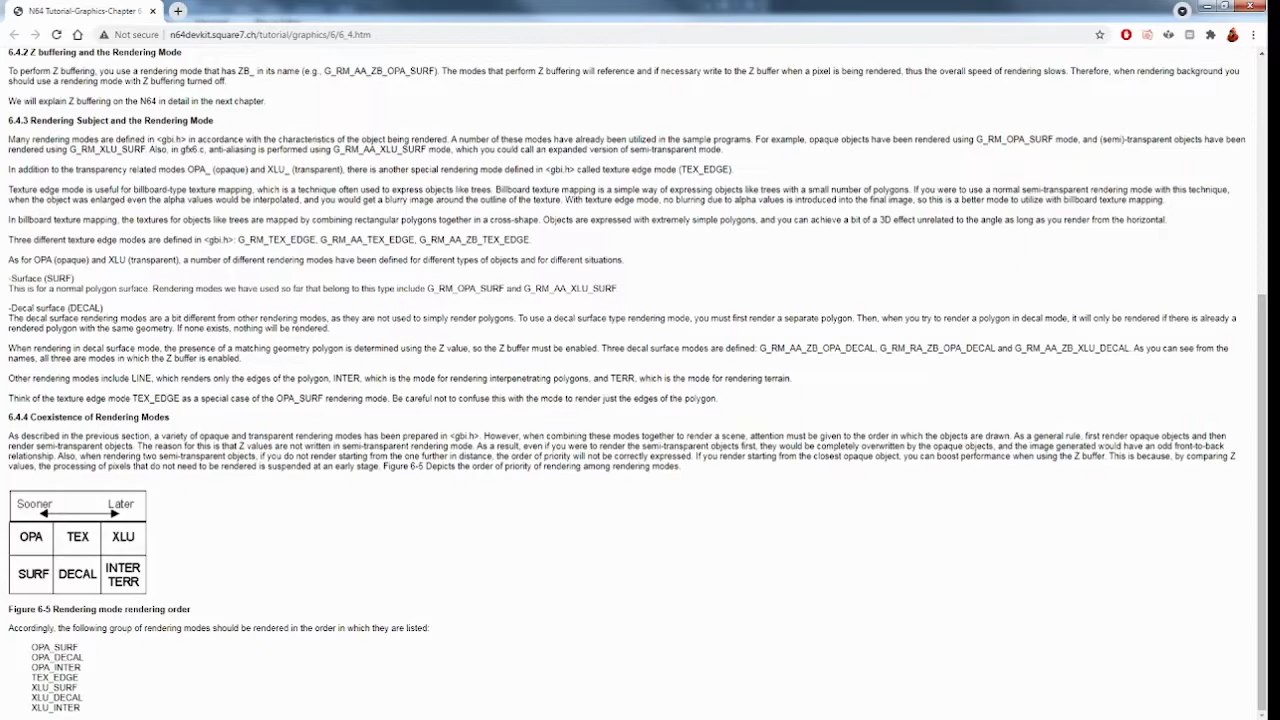 N64 Tutorial-Graphics-Chapter 6
Not secure | n64devkit.square7.ch/tutorial/graphics/6/6_4.htm
6.4.2 Z buffering and the Rendering Mode
To perform Z buffering, you use a rendering mode that has ZB_ in its name (e.g., G_RM_AA_ZB_OPA_SURF). The modes that perform Z buffering will reference and if necessary write to the Z buffer when a pixel is being rendered, thus the overall speed of rendering slows. Therefore, when rendering background you
should use a rendering mode with Z buffering turned off.
We will explain Z buffering on the N64 in detail in the next chapter.
6.4.3 Rendering Subject and the Rendering Mode
Many rendering modes are defined in <gbi.h> in accordance with the characteristics of the object being rendered. A number of these modes have already been utilized in the sample programs. For example, opaque objects have been rendered using G_RM_OPA_SURF mode, and (semi)-transparent objects have been
rendered using G_RM_XLU_SURF. Also, in gfx6.c, anti-aliasing is performed using G_RM_AA_XLU_SURF mode, which you could call an expanded version of semi-transparent mode.
In addition to the transparency related modes OPA_ (opaque) and XLU_ (transparent), there is another special rendering mode defined in <gbi.h> called texture edge mode (TEX_EDGE).
Texture edge mode is useful for billboard-type texture mapping, which is a technique often used to express objects like trees. Billboard texture mapping is a simple way of expressing objects like trees with a small number of polygons. If you were to use a normal semi-transparent rendering mode with this technique,
when the object was enlarged even the alpha values would be interpolated, and you would get a blurry image around the outline of the texture. With texture edge mode, no blurring due to alpha values is introduced into the final image, so this is a better mode to utilize with billboard texture mapping.
In billboard texture mapping, the textures for objects like trees are mapped by combining rectangular polygons together in a cross-shape. Objects are expressed with extremely simple polygons, and you can achieve a bit of a 3D effect unrelated to the angle as long as you render from the horizontal.
Three different texture edge modes are defined in <gbi.h>: G_RM_TEX_EDGE, G_RM_AA_TEX_EDGE, G_RM_AA_ZB_TEX_EDGE.
As for OPA (opaque) and XLU (transparent), a number of different rendering modes have been defined for different types of objects and for different situations.
-Surface (SURF)
This is for a normal polygon surface. Rendering modes we have used so far that belong to this type include G_RM_OPA_SURF and G_RM_AA_XLU_SURF
-Decal surface (DECAL)
The decal surface rendering modes are a bit different from other rendering modes, as they are not used to simply render polygons. To use a decal surface type rendering mode, you must first render a separate polygon. Then, when you try to render a polygon in decal mode, it will only be rendered if there is already a
rendered polygon with the same geometry. If none exists, nothing will be rendered.
When rendering in decal surface mode, the presence of a matching geometry polygon is determined using the Z value, so the Z buffer must be enabled. Three decal surface modes are defined: G_RM_AA_ZB_OPA_DECAL, G_RM_RA_ZB_OPA_DECAL and G_RM_AA_ZB_XLU_DECAL. As you can see from the
names, all three are modes in which the Z buffer is enabled.
Other rendering modes include LINE, which renders only the edges of the polygon, INTER, which is the mode for rendering interpenetrating polygons, and TERR, which is the mode for rendering terrain.
Think of the texture edge mode TEX_EDGE as a special case of the OPA_SURF rendering mode. Be careful not to confuse this with the mode to render just the edges of the polygon.
6.4.4 Coexistence of Rendering Modes
As described in the previous section, a variety of opaque and transparent rendering modes has been prepared in <gbi.h>. However, when combining these modes together to render a scene, attention must be given to the order in which the objects are drawn. As a general rule, first render opaque objects and then
render semi-transparent objects. The reason for this is that Z values are not written in semi-transparent rendering mode. As a result, even if you were to render the semi-transparent objects first, they would be completely overwritten by the opaque objects, and the image generated would have an odd front-to-back
relationship. Also, when rendering two semi-transparent objects, if you do not render starting from the one further in distance, the order of priority will not be correctly expressed. If you render starting from the closest opaque object, you can boost performance when using the Z buffer. This is because, by comparing Z
values, the processing of pixels that do not need to be rendered is suspended at an early stage. Figure 6-5 Depicts the order of priority of rendering among rendering modes.
Sooner Later
OPA TEX XLU
SURF DECAL INTER
TERR
Figure 6-5 Rendering mode rendering order
Accordingly, the following group of rendering modes should be rendered in the order in which they are listed:
OPA_SURF
OPA_DECAL
OPA_INTER
TEX_EDGE
XLU_SURF
XLU_DECAL
XLU_INTER